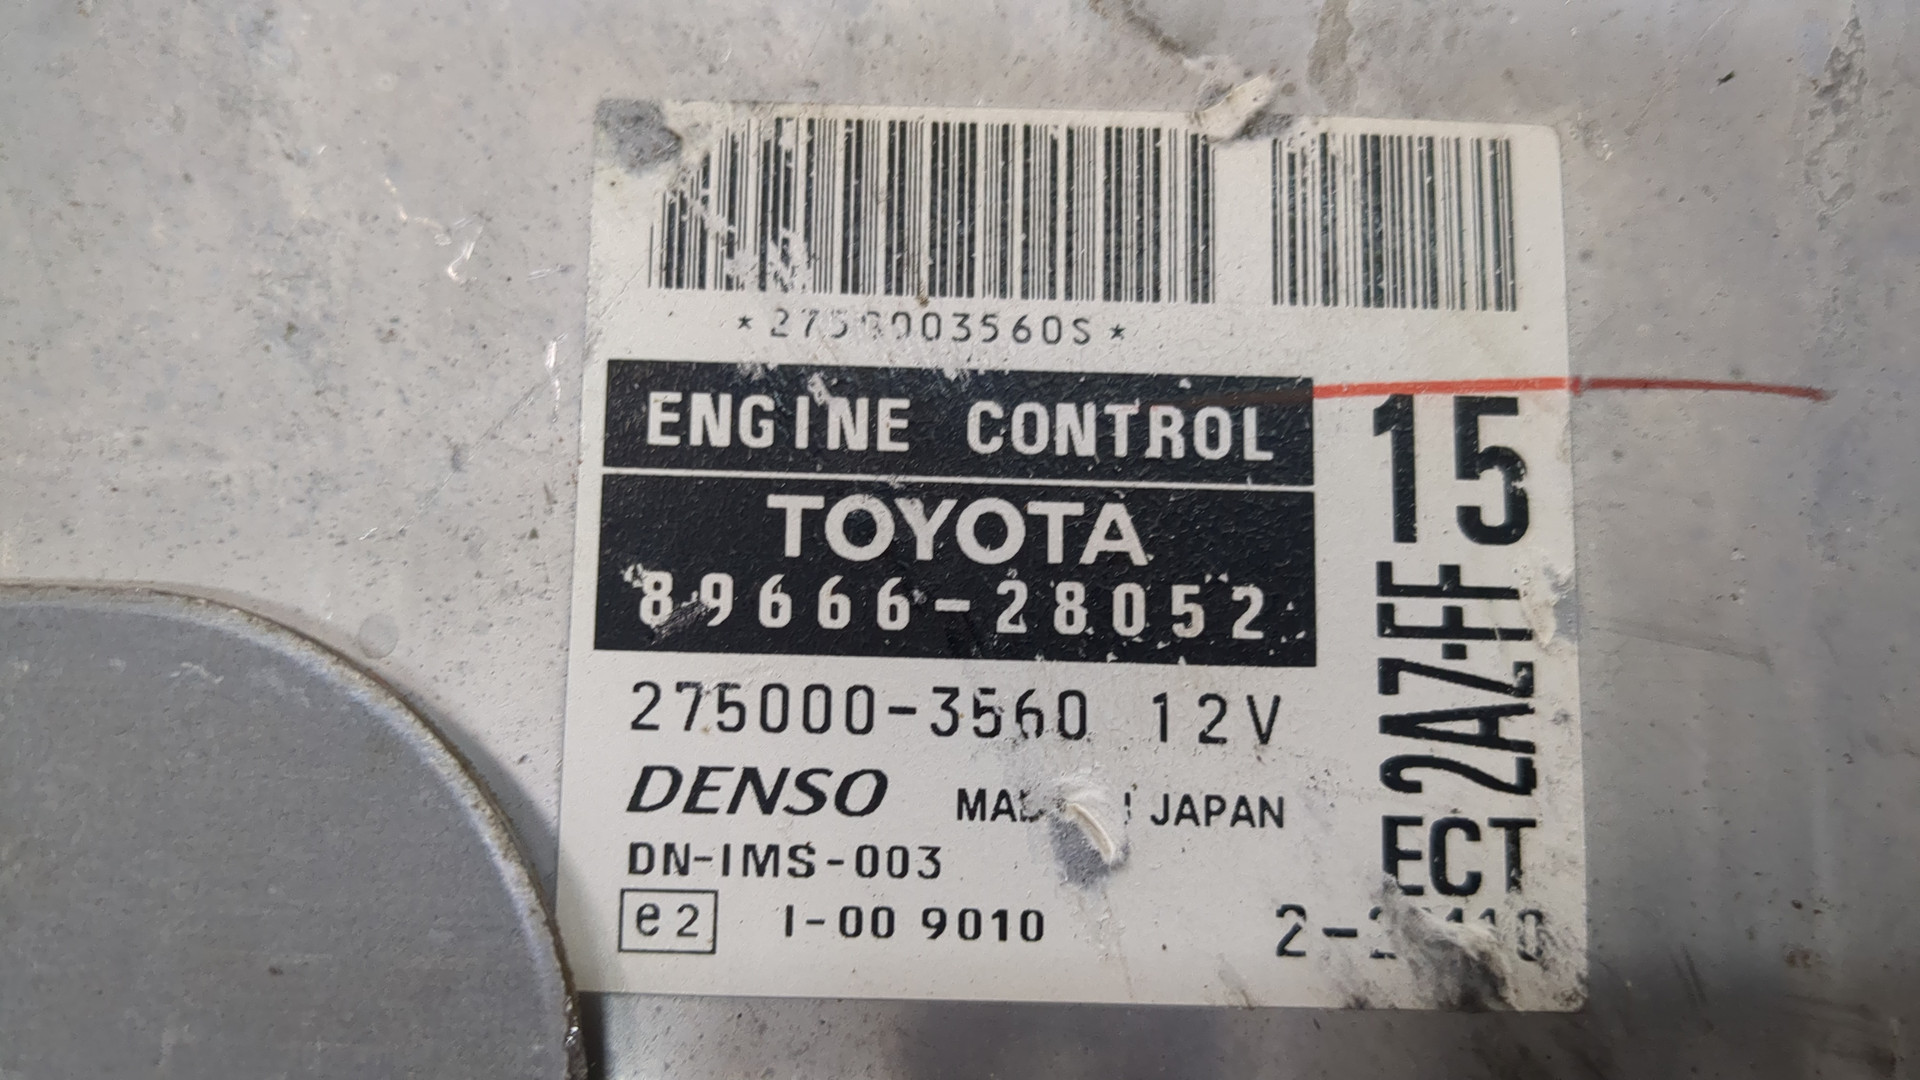 *2750003560S*
ENGINE CONTROL
TOYOTA
89666-28052
275000-3560 12V
DENSO JAPAN
DN-IMS-003
e2 I-00 9010
15
2AZ-FE
ECT